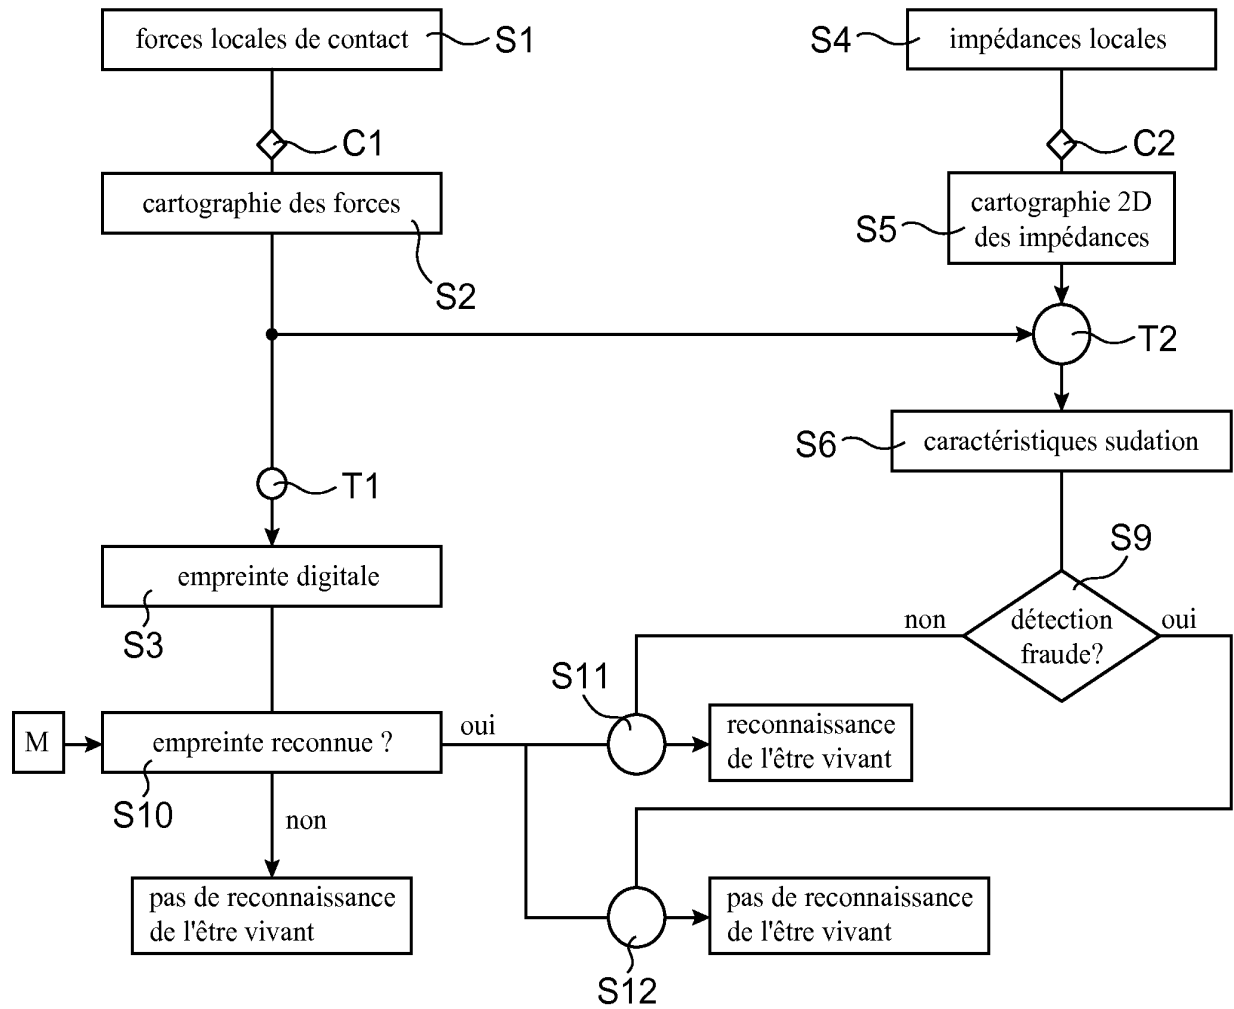 forces locales de contact
S1
S4
impédances locales
C1
C2
cartographie des forces
S2
cartographie 2D
des impédances
S5
T2
S6
caractéristiques sudation
T1
S9
empreinte digitale
S3
non
détection
fraude?
oui
S11
M
empreinte reconnue ?
oui
S10
reconnaissance
de l'être vivant
non
pas de reconnaissance
de l'être vivant
pas de reconnaissance
de l'être vivant
S12